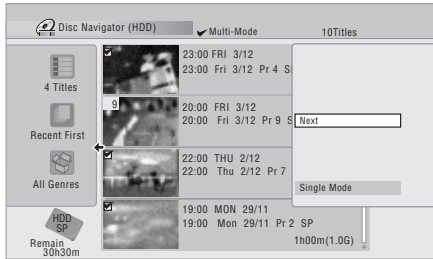 Disc Navigator (HDD)
Multi-Mode
10Titles
4 Titles
Recent First
All Genres
HDD
SP
Remain
30h30m
23:00 FRI 3/12
23:00 Fri 3/12 Pr 4 S
9
20:00 FRI 3/12
20:00 Fri 3/12 Pr 9 S
22:00 THU 2/12
22:00 Thu 2/12 Pr 7
19:00 MON 29/11
19:00 Mon 29/11 Pr 2 SP
1h00m(1.0G)
Next
Single Mode